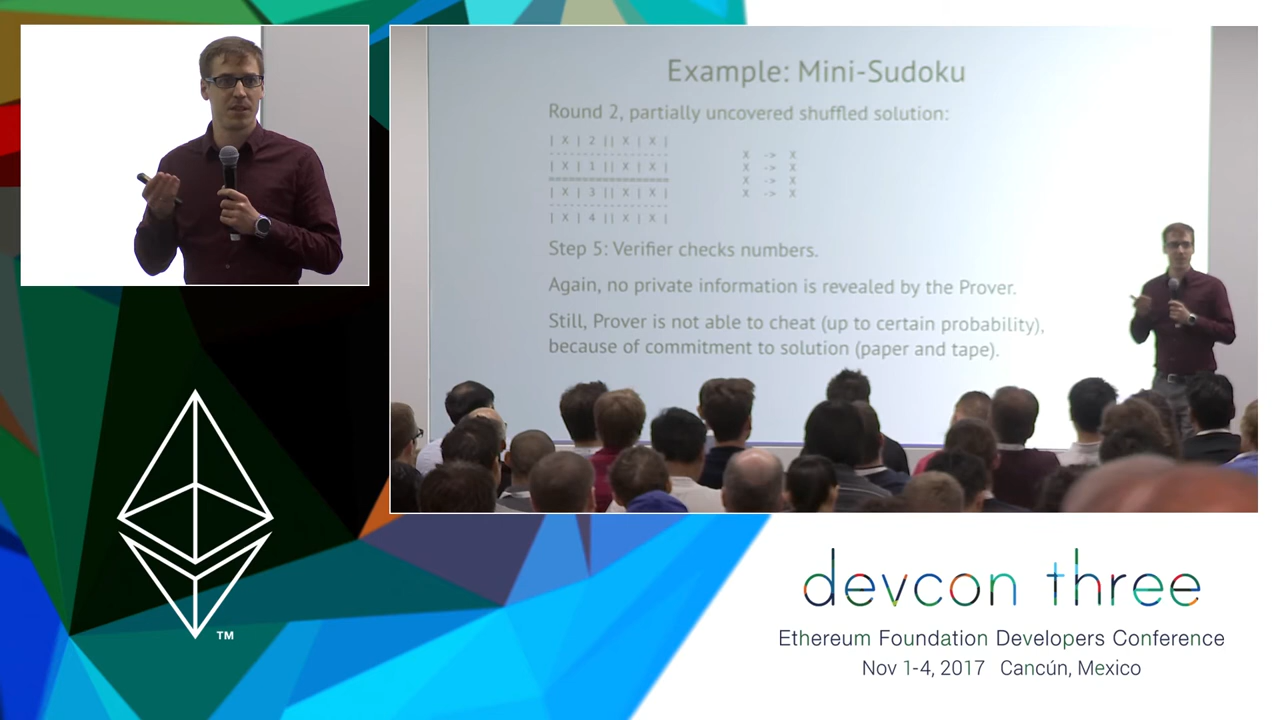 Example: Mini-Sudoku
Round 2, partially uncovered shuffled solution:
| X | 2 || X | X |
-----------------
| X | 1 || X | X |
=================
| X | 3 || X | X |
-----------------
| X | 4 || X | X |
X -> X
X -> X
X -> X
X -> X
Step 5: Verifier checks numbers.
Again, no private information is revealed by the Prover.
Still, Prover is not able to cheat (up to certain probability),
because of commitment to solution (paper and tape).
TM
devcon three
Ethereum Foundation Developers Conference
Nov 1-4, 2017 Cancún, Mexico